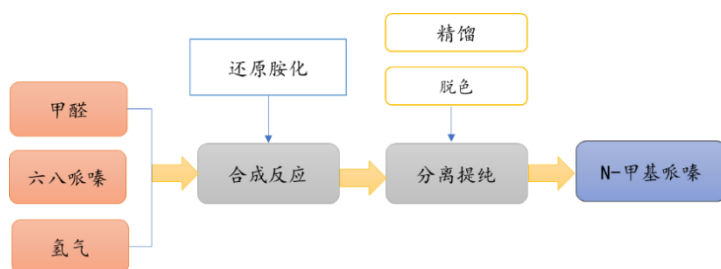 精馏
还原胺化
脱色
甲醛
六八哌嗪
合成反应
分离提纯
N-甲基哌嗪
氢气